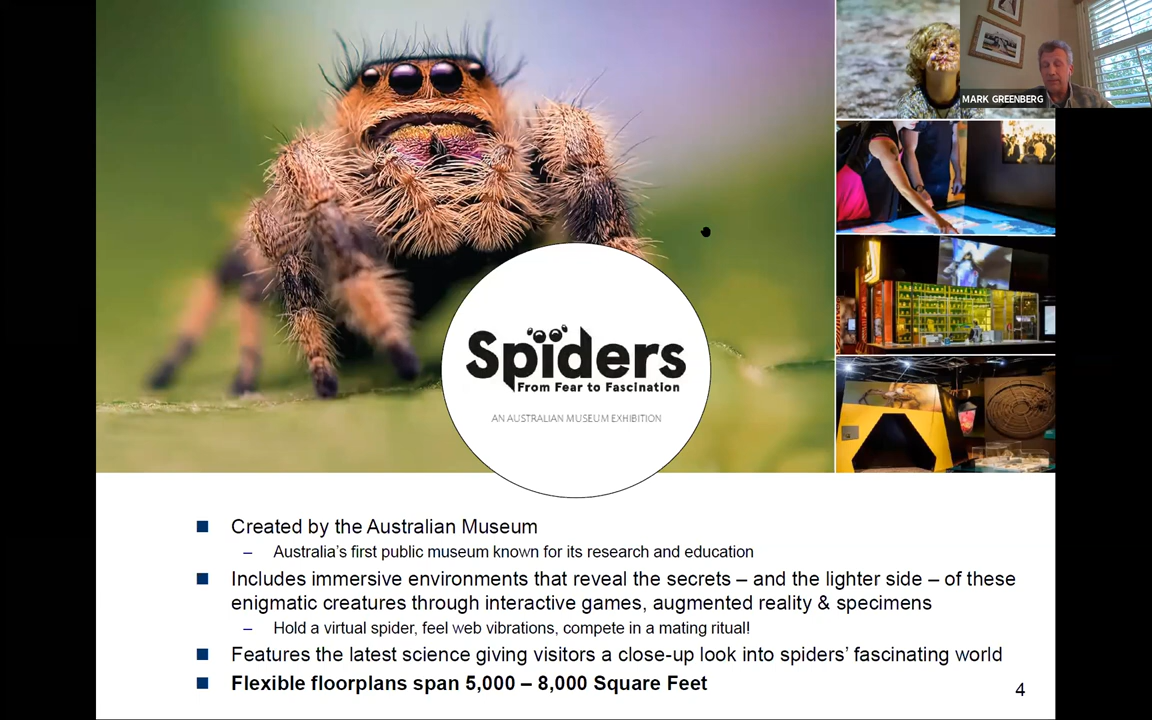 MARK GREENBERG
Spiders
From Fear to Fascination
AN AUSTRALIAN MUSEUM EXHIBITION
■ Created by the Australian Museum
– Australia's first public museum known for its research and education
■ Includes immersive environments that reveal the secrets – and the lighter side – of these
enigmatic creatures through interactive games, augmented reality & specimens
– Hold a virtual spider, feel web vibrations, compete in a mating ritual!
■ Features the latest science giving visitors a close-up look into spiders' fascinating world
■ Flexible floorplans span 5,000 – 8,000 Square Feet
4